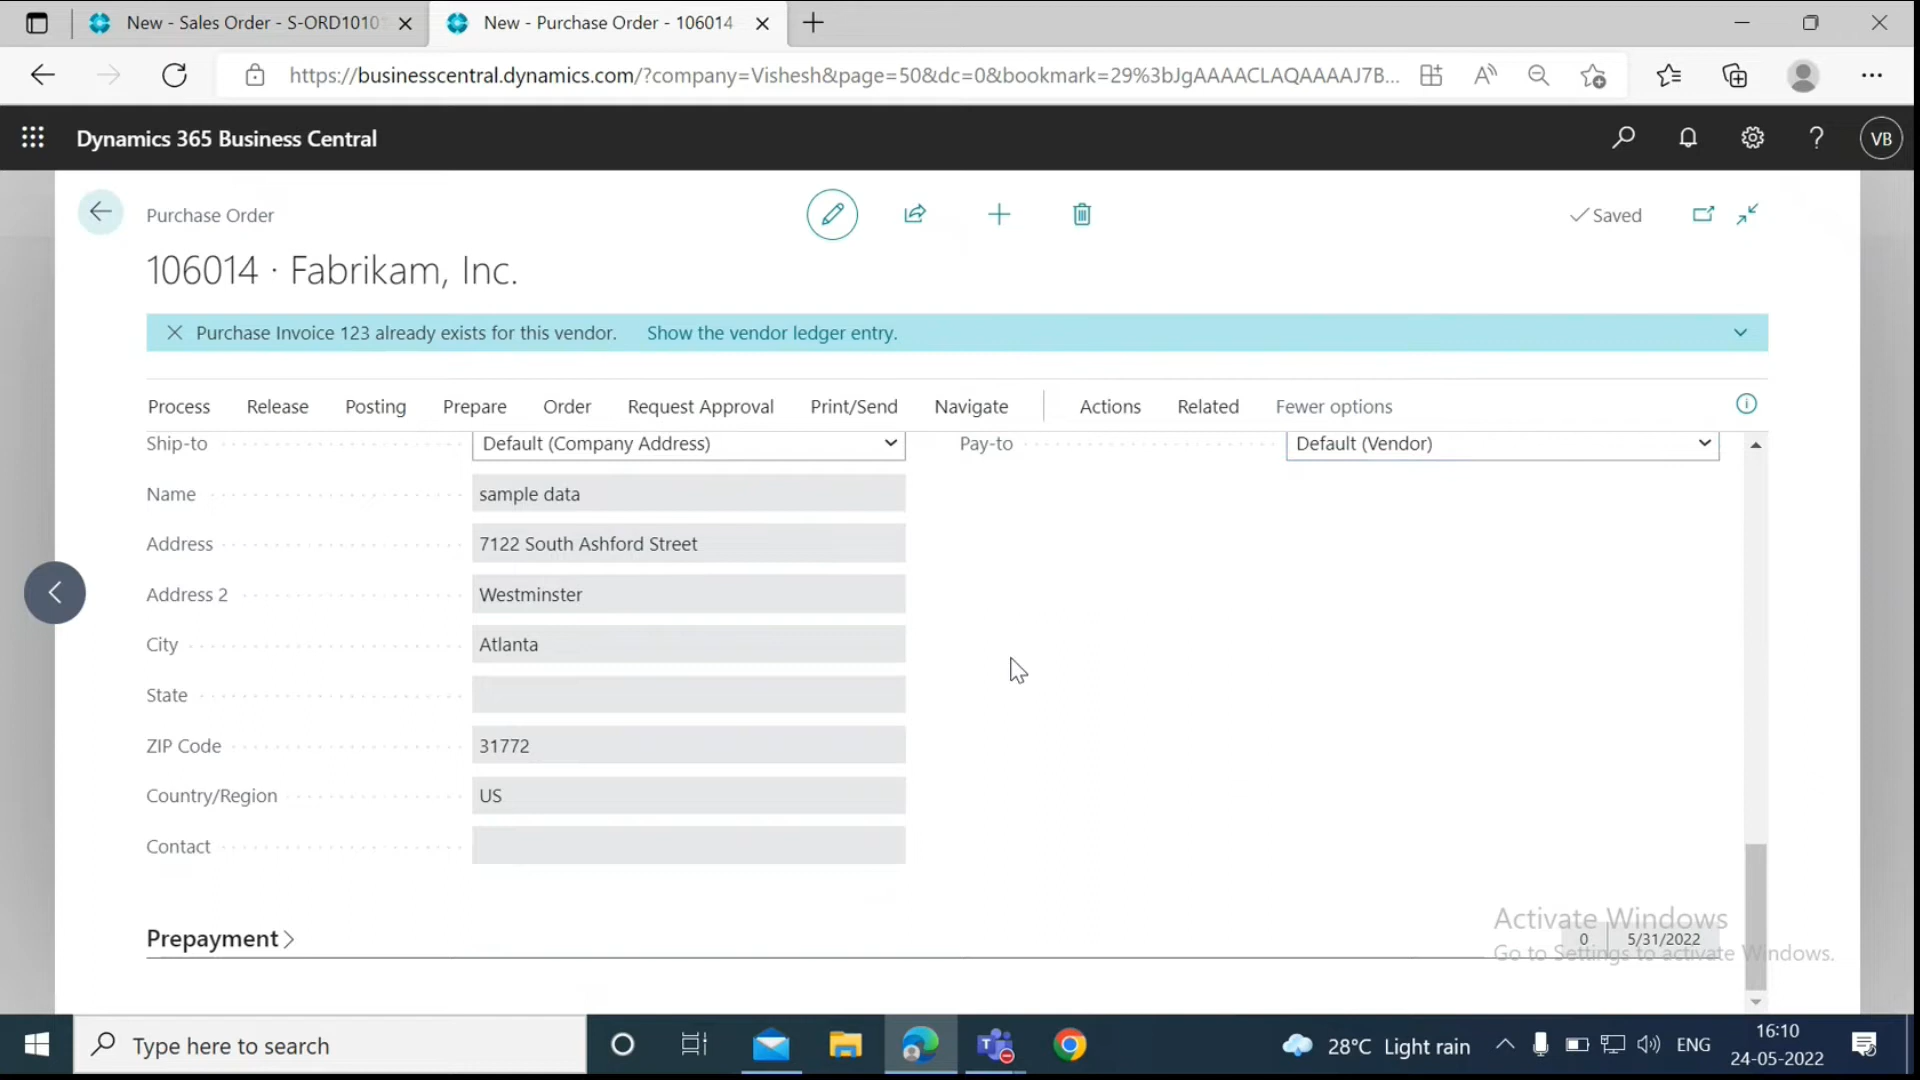 New - Sales Order - S-ORD1010
New - Purchase Order - 106014
https://businesscentral.dynamics.com/?company=Vishesh&page=50&dc=0&bookmark=29%3bJgAAAACLAQAAAAJ7B...
Dynamics 365 Business Central
VB
Purchase Order
Saved
106014 · Fabrikam, Inc.
Purchase Invoice 123 already exists for this vendor. Show the vendor ledger entry.
Process Release Posting Prepare Order Request Approval Print/Send Navigate Actions Related Fewer options
Ship-to Default (Company Address) Pay-to Default (Vendor)
Name sample data
Address 7122 South Ashford Street
Address 2 Westminster
City Atlanta
State
ZIP Code 31772
Country/Region US
Contact
Prepayment 0 5/31/2022
Activate Windows
Go to Settings to activate Windows.
Type here to search
28°C Light rain
ENG
16:10
24-05-2022